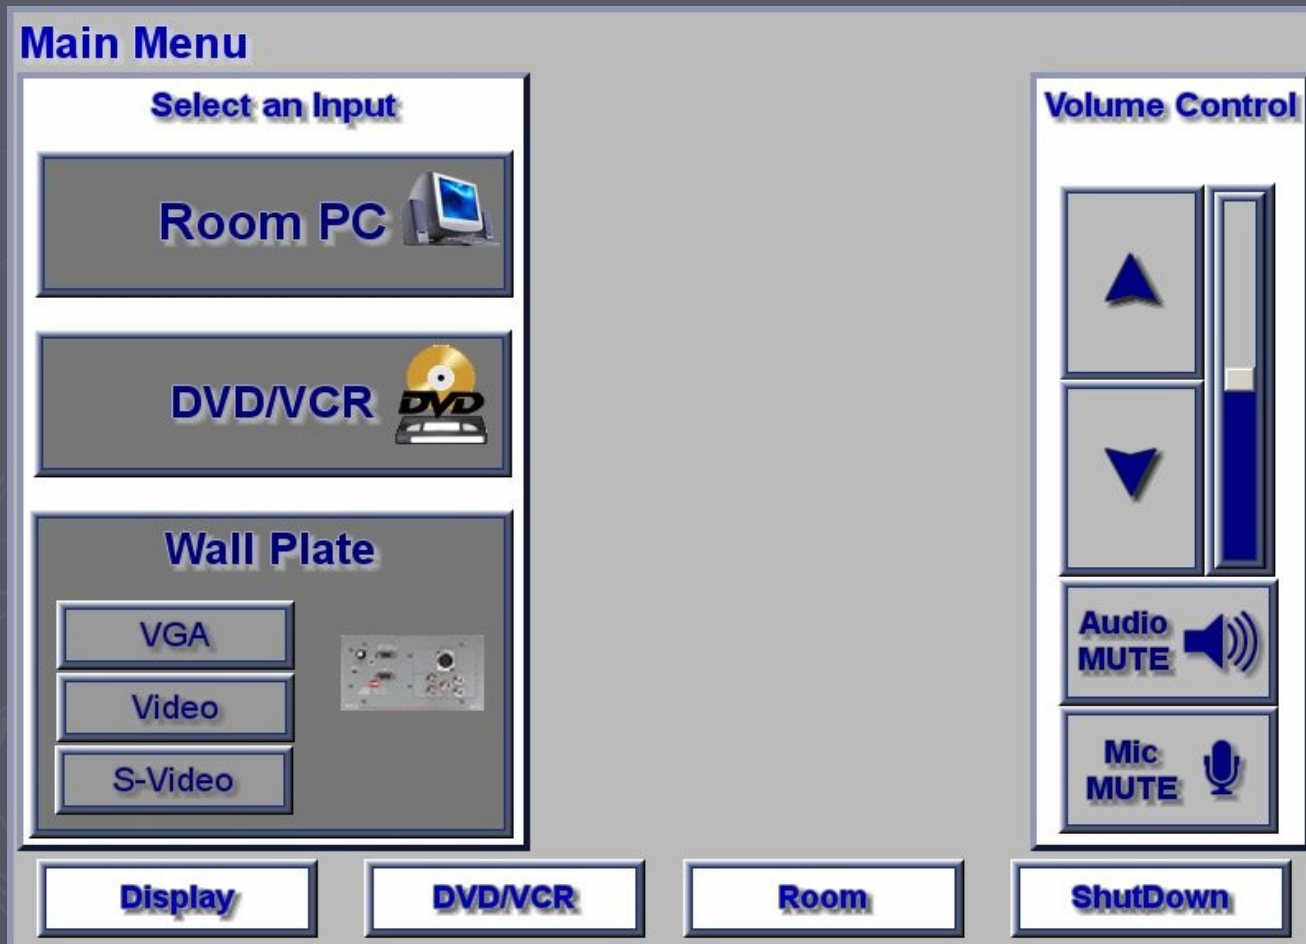 Main Menu
Select an Input
Room PC
DVD/VCR
DVD
Wall Plate
VGA
Video
S-Video
Volume Control
Audio
MUTE
Mic
MUTE
Display
DVD/VCR
Room
ShutDown